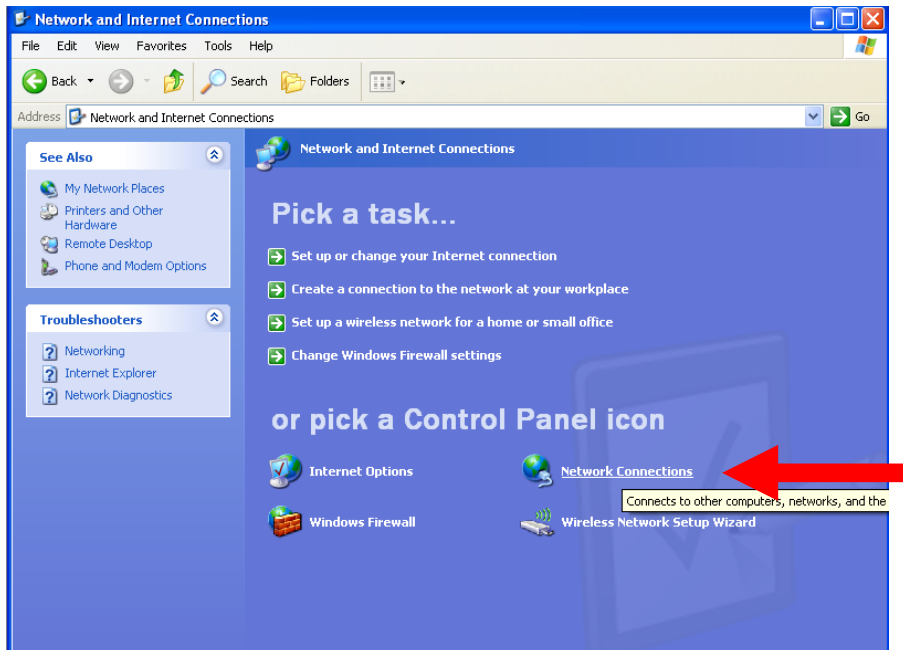 Network and Internet Connections
File Edit View Favorites Tools Help
Back Search Folders
Address Network and Internet Connections Go
See Also
My Network Places
Printers and Other
Hardware
Remote Desktop
Phone and Modem Options
Troubleshooters
Networking
Internet Explorer
Network Diagnostics
Network and Internet Connections
Pick a task...
Set up or change your Internet connection
Create a connection to the network at your workplace
Set up a wireless network for a home or small office
Change Windows Firewall settings
or pick a Control Panel icon
Internet Options
Network Connections
Connects to other computers, networks, and the
Windows Firewall
Wireless Network Setup Wizard